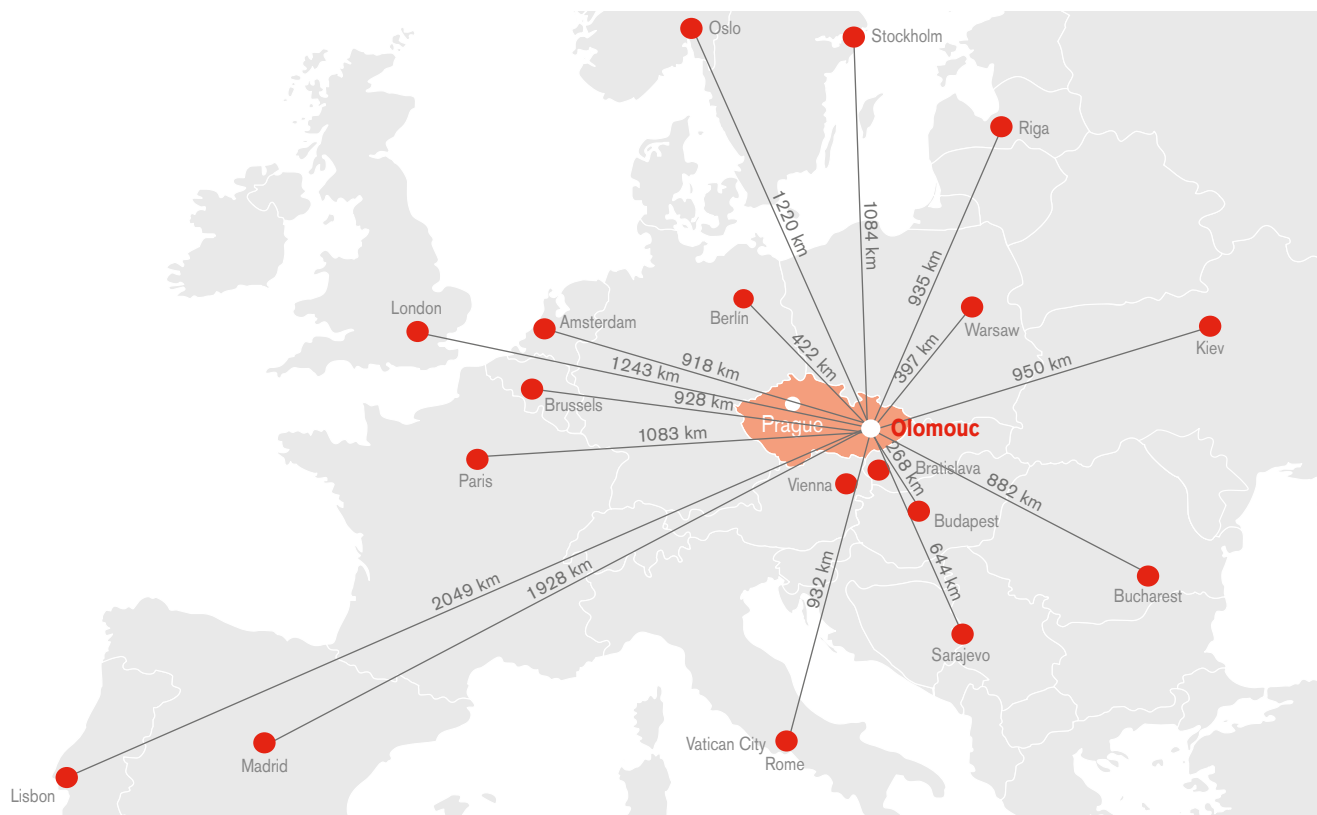 Oslo
Stockholm
Riga
1220 km
1084 km
935 km
London
Amsterdam
Berlin
Warsaw
Kiev
422 km
397 km
950 km
918 km
1243 km
928 km
Brussels
Prague
Olomouc
1083 km
Paris
268 km
Bratislava
Vienna
882 km
Budapest
644 km
932 km
2049 km
1928 km
Bucharest
Sarajevo
Vatican City
Rome
Madrid
Lisbon